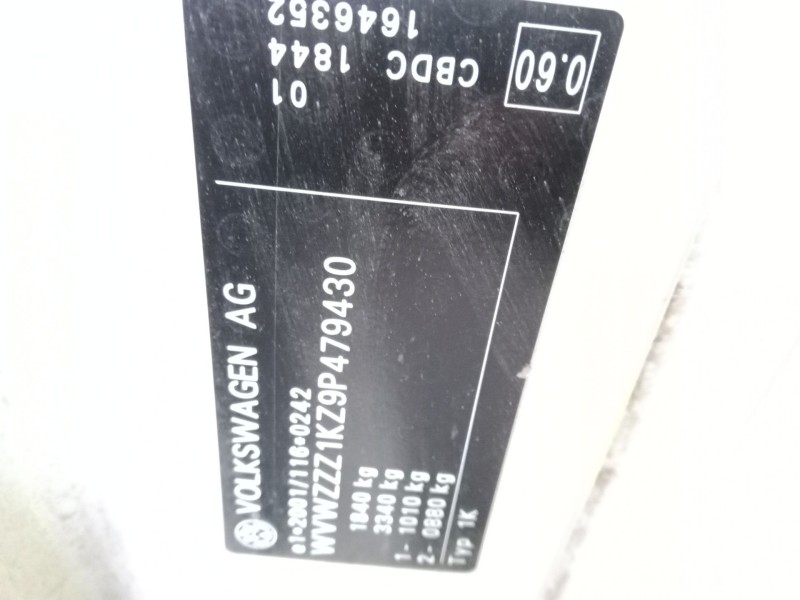 VOLKSWAGEN AG
e1*2001/116*0242
WVWZZZ1KZ9P479430
1840 kg
3340 kg
1- 1010 kg
2- 0880 kg
Typ 1K
01
CBDC 1844
1646352
0.60